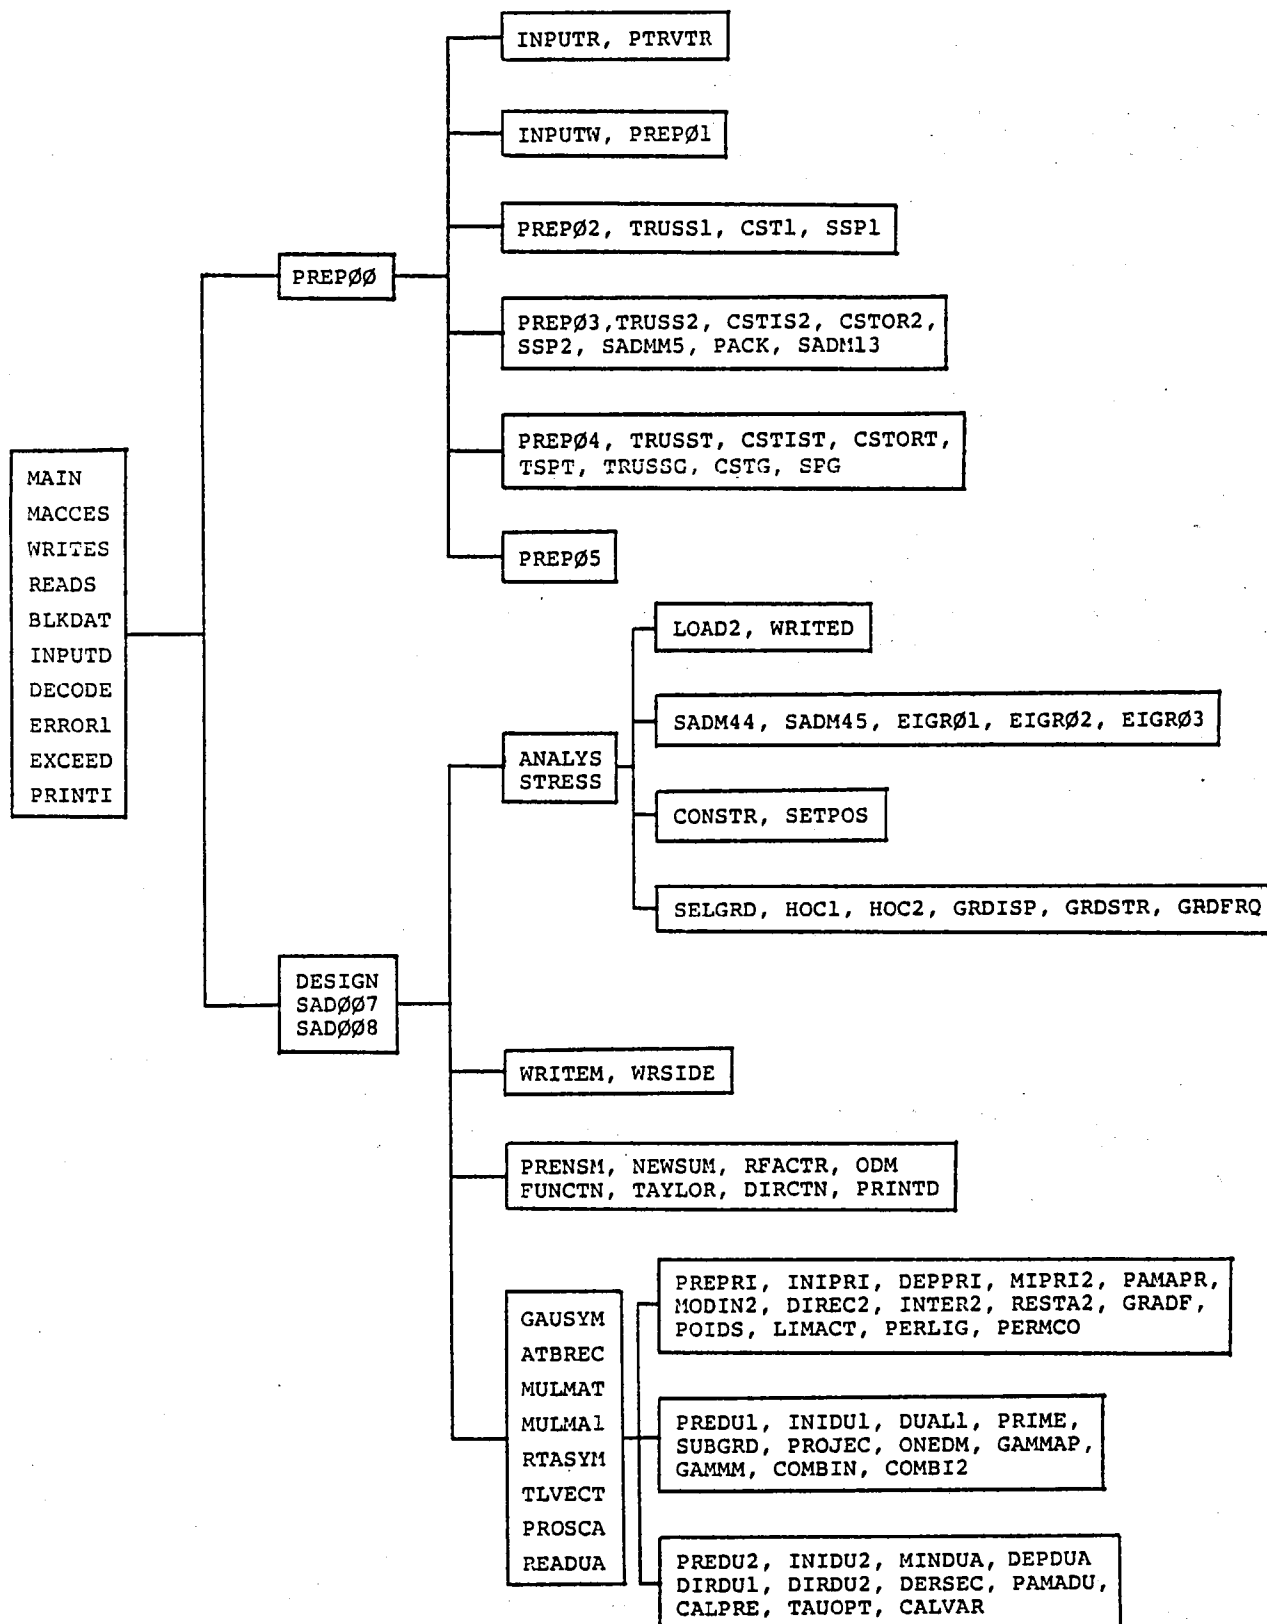 INPUTR, PTRVTR
INPUTW, PREPØ1
PREPØ2, TRUSS1, CST1, SSP1
PREPØØ
PREPØ3,TRUSS2, CSTIS2, CSTOR2,
SSP2, SADMM5, PACK, SADM13
PREPØ4, TRUSST, CSTIST, CSTORT,
TSPT, TRUSSG, CSTG, SPG
PREPØ5
MAIN
MACCES
WRITES
READS
BLKDAT
INPUTD
DECODE
ERROR1
EXCEED
PRINTI
LOAD2, WRITED
SADM44, SADM45, EIGRØ1, EIGRØ2, EIGRØ3
ANALYS
STRESS
CONSTR, SETPOS
SELGRD, HOC1, HOC2, GRDISP, GRDSTR, GRDFRQ
DESIGN
SADØØ7
SADØØ8
WRITEM, WRSIDE
PRENSM, NEWSUM, RFACTR, ODM
FUNCTN, TAYLOR, DIRCTN, PRINTD
GAUSYM
ATBREC
MULMAT
MULMA1
RTASYM
TLVECT
PROSCA
READUA
PREPRI, INIPRI, DEPPRI, MIPRI2, PAMAPR,
MODIN2, DIREC2, INTER2, RESTA2, GRADF,
POIDS, LIMACT, PERLIG, PERMCO
PREDU1, INIDU1, DUAL1, PRIME,
SUBGRD, PROJEC, ONEDM, GAMMAP,
GAMMM, COMBIN, COMBI2
PREDU2, INIDU2, MINDUA, DEPDUA
DIRDU1, DIRDU2, DERSEC, PAMADU,
CALPRE, TAUOPT, CALVAR